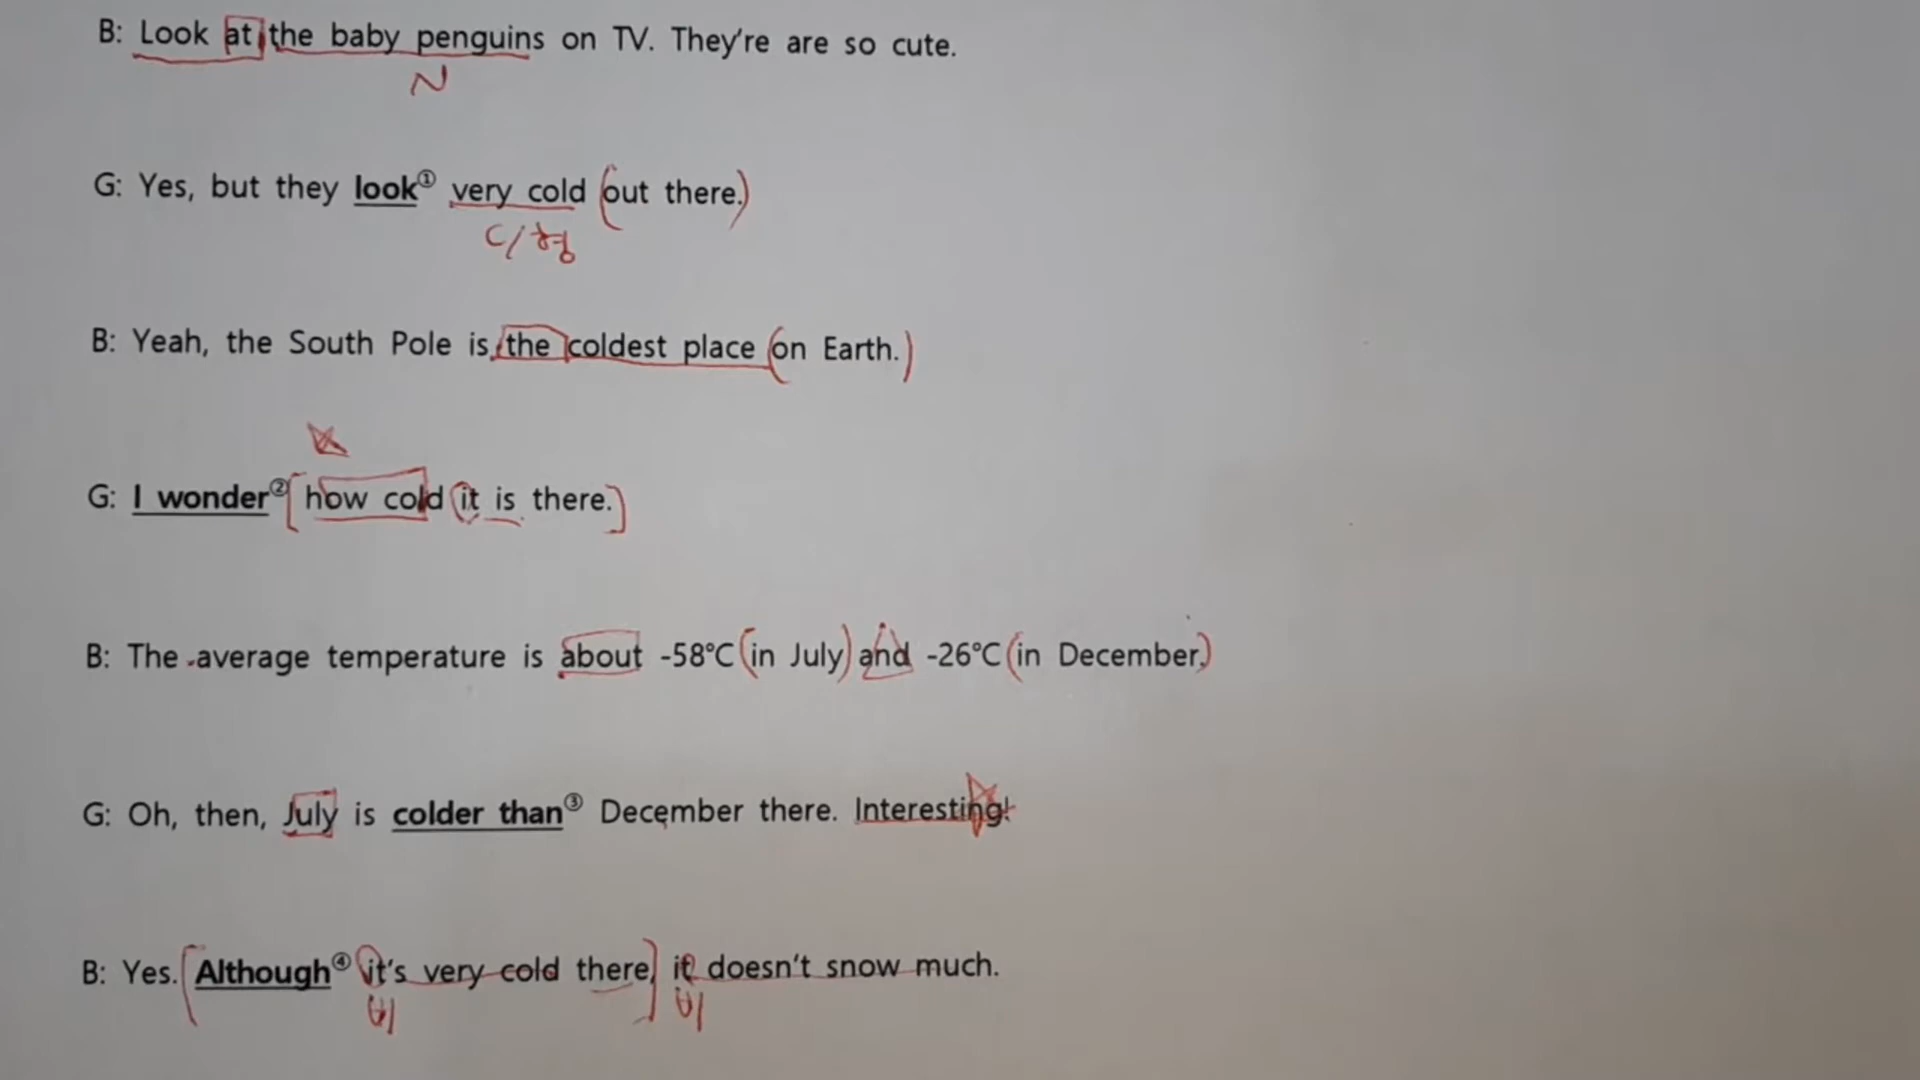 B: Look at the baby penguins on TV. They're are so cute.
N
G: Yes, but they look① very cold out there.
C/형
B: Yeah, the South Pole is the coldest place on Earth.
G: I wonder② how cold it is there.
B: The average temperature is about -58℃ in July and -26℃ in December.
G: Oh, then, July is colder than③ December there. Interesting!
B: Yes. Although④ it's very cold there, it doesn't snow much.
비 비